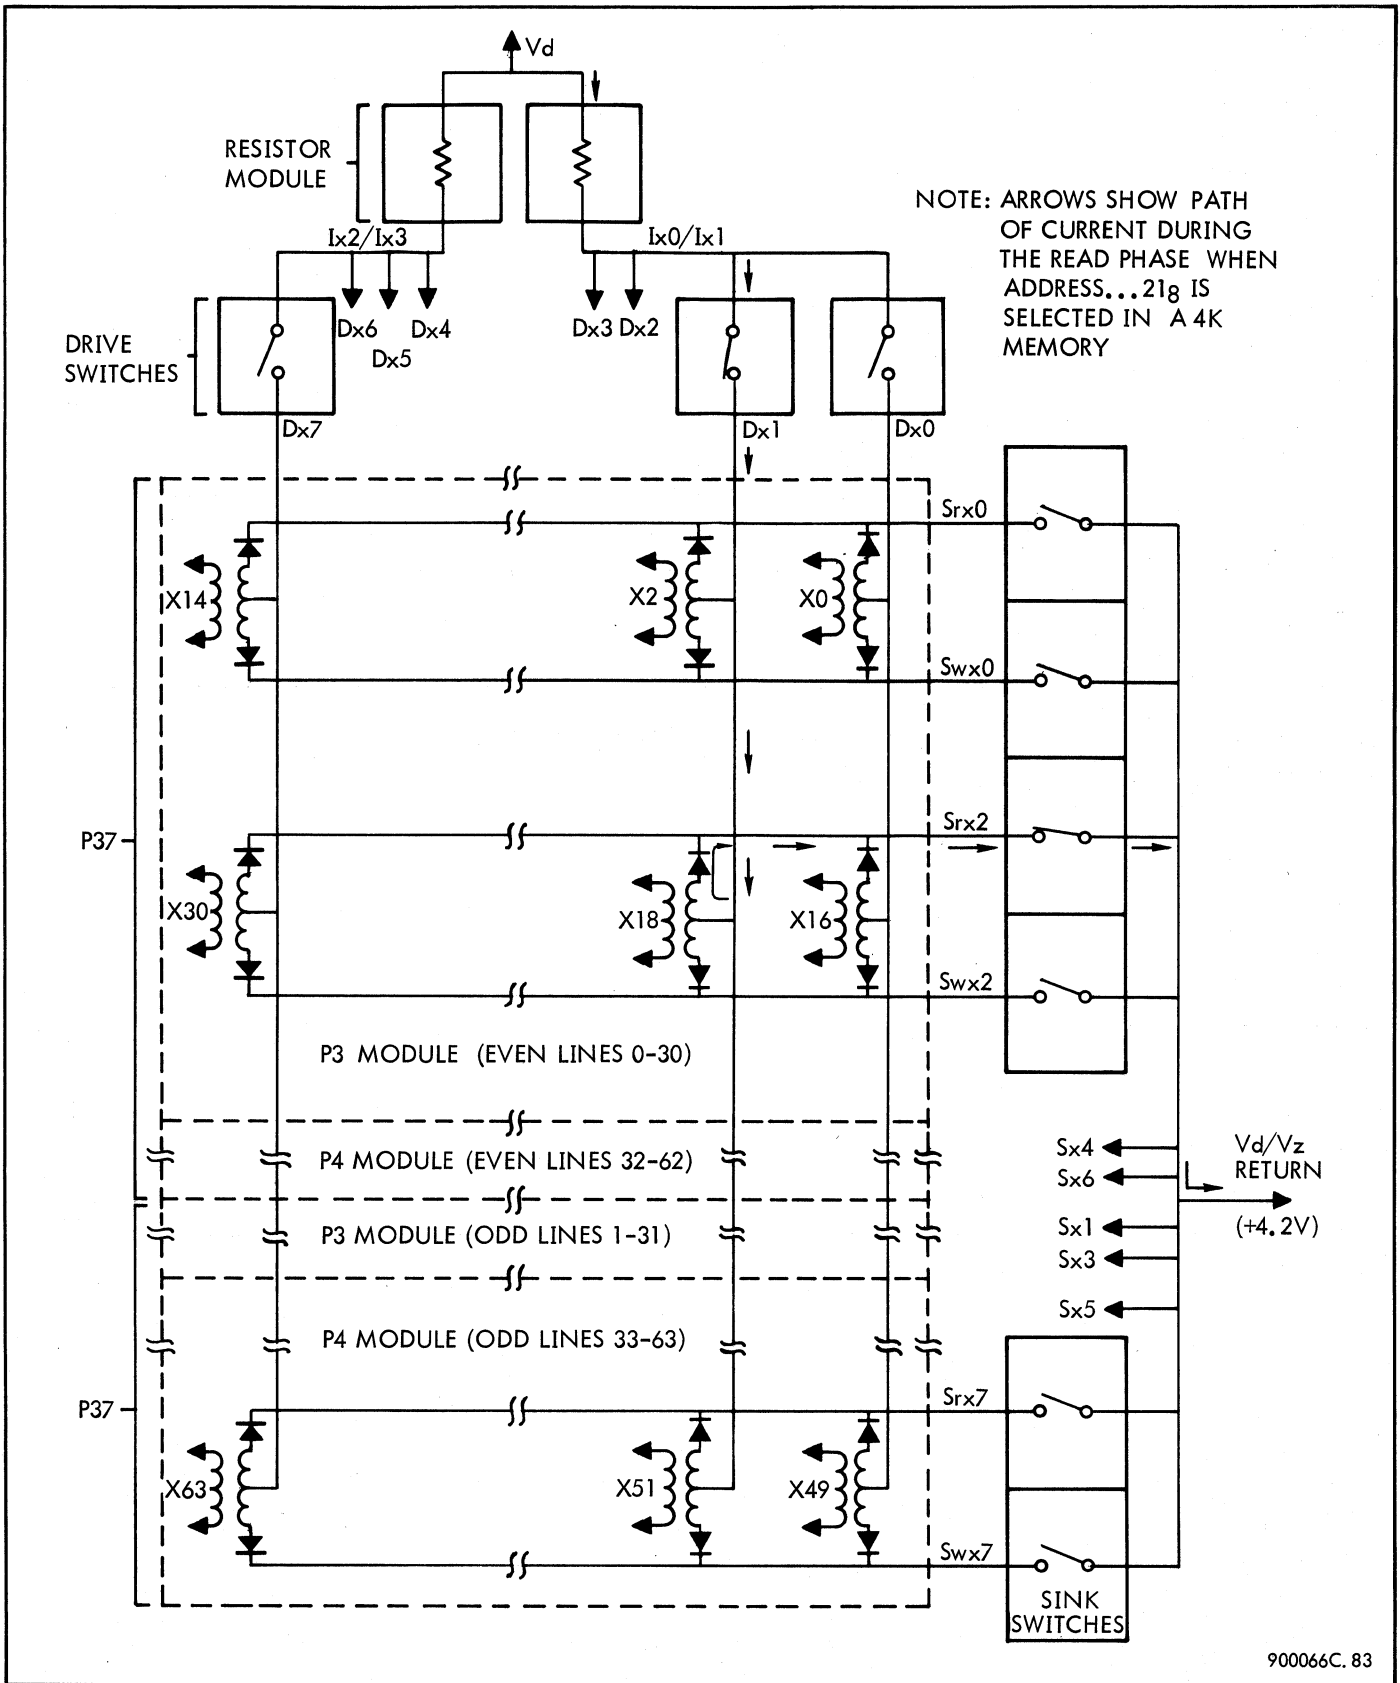 Vd
RESISTOR
MODULE
NOTE: ARROWS SHOW PATH
OF CURRENT DURING
THE READ PHASE WHEN
ADDRESS...21₈ IS
SELECTED IN A 4K
MEMORY
Ix2/Ix3
Ix0/Ix1
DRIVE
SWITCHES
Dx6
Dx5
Dx4
Dx3
Dx2
Dx7
Dx1
Dx0
Srx0
X14
X2
X0
Swx0
P37
Srx2
X30
X18
X16
Swx2
P3 MODULE (EVEN LINES 0-30)
P4 MODULE (EVEN LINES 32-62)
P3 MODULE (ODD LINES 1-31)
P4 MODULE (ODD LINES 33-63)
Sx4
Sx6
Sx1
Sx3
Sx5
Vd/Vz
RETURN
(+4.2V)
P37
Srx7
X63
X51
X49
Swx7
SINK
SWITCHES
900066C. 83